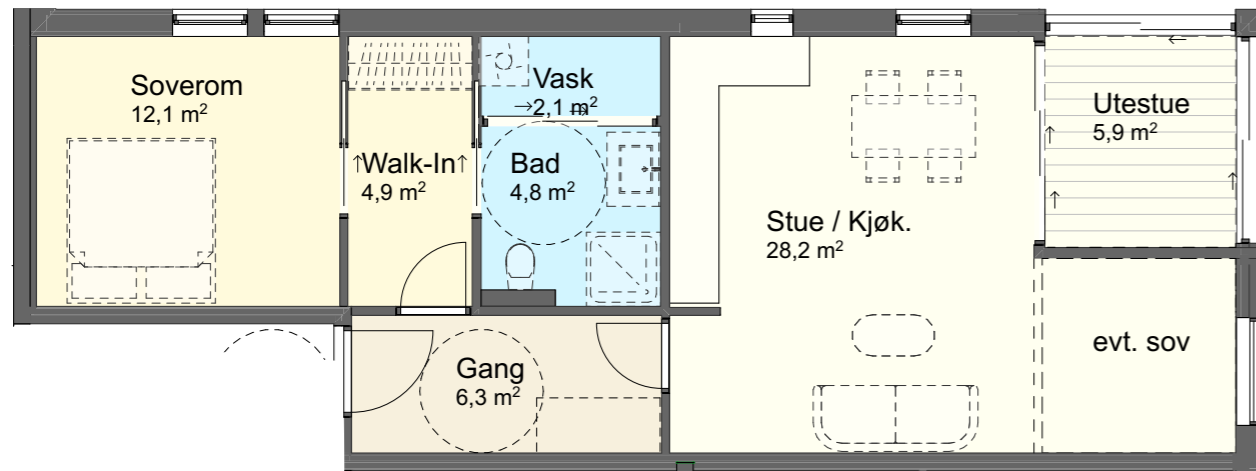 Soverom
12,1 m²
Walk-In
4,9 m²
Vask
2,1 m²
Bad
4,8 m²
Stue / Kjøk.
28,2 m²
Utestue
5,9 m²
Gang
6,3 m²
evt. sov